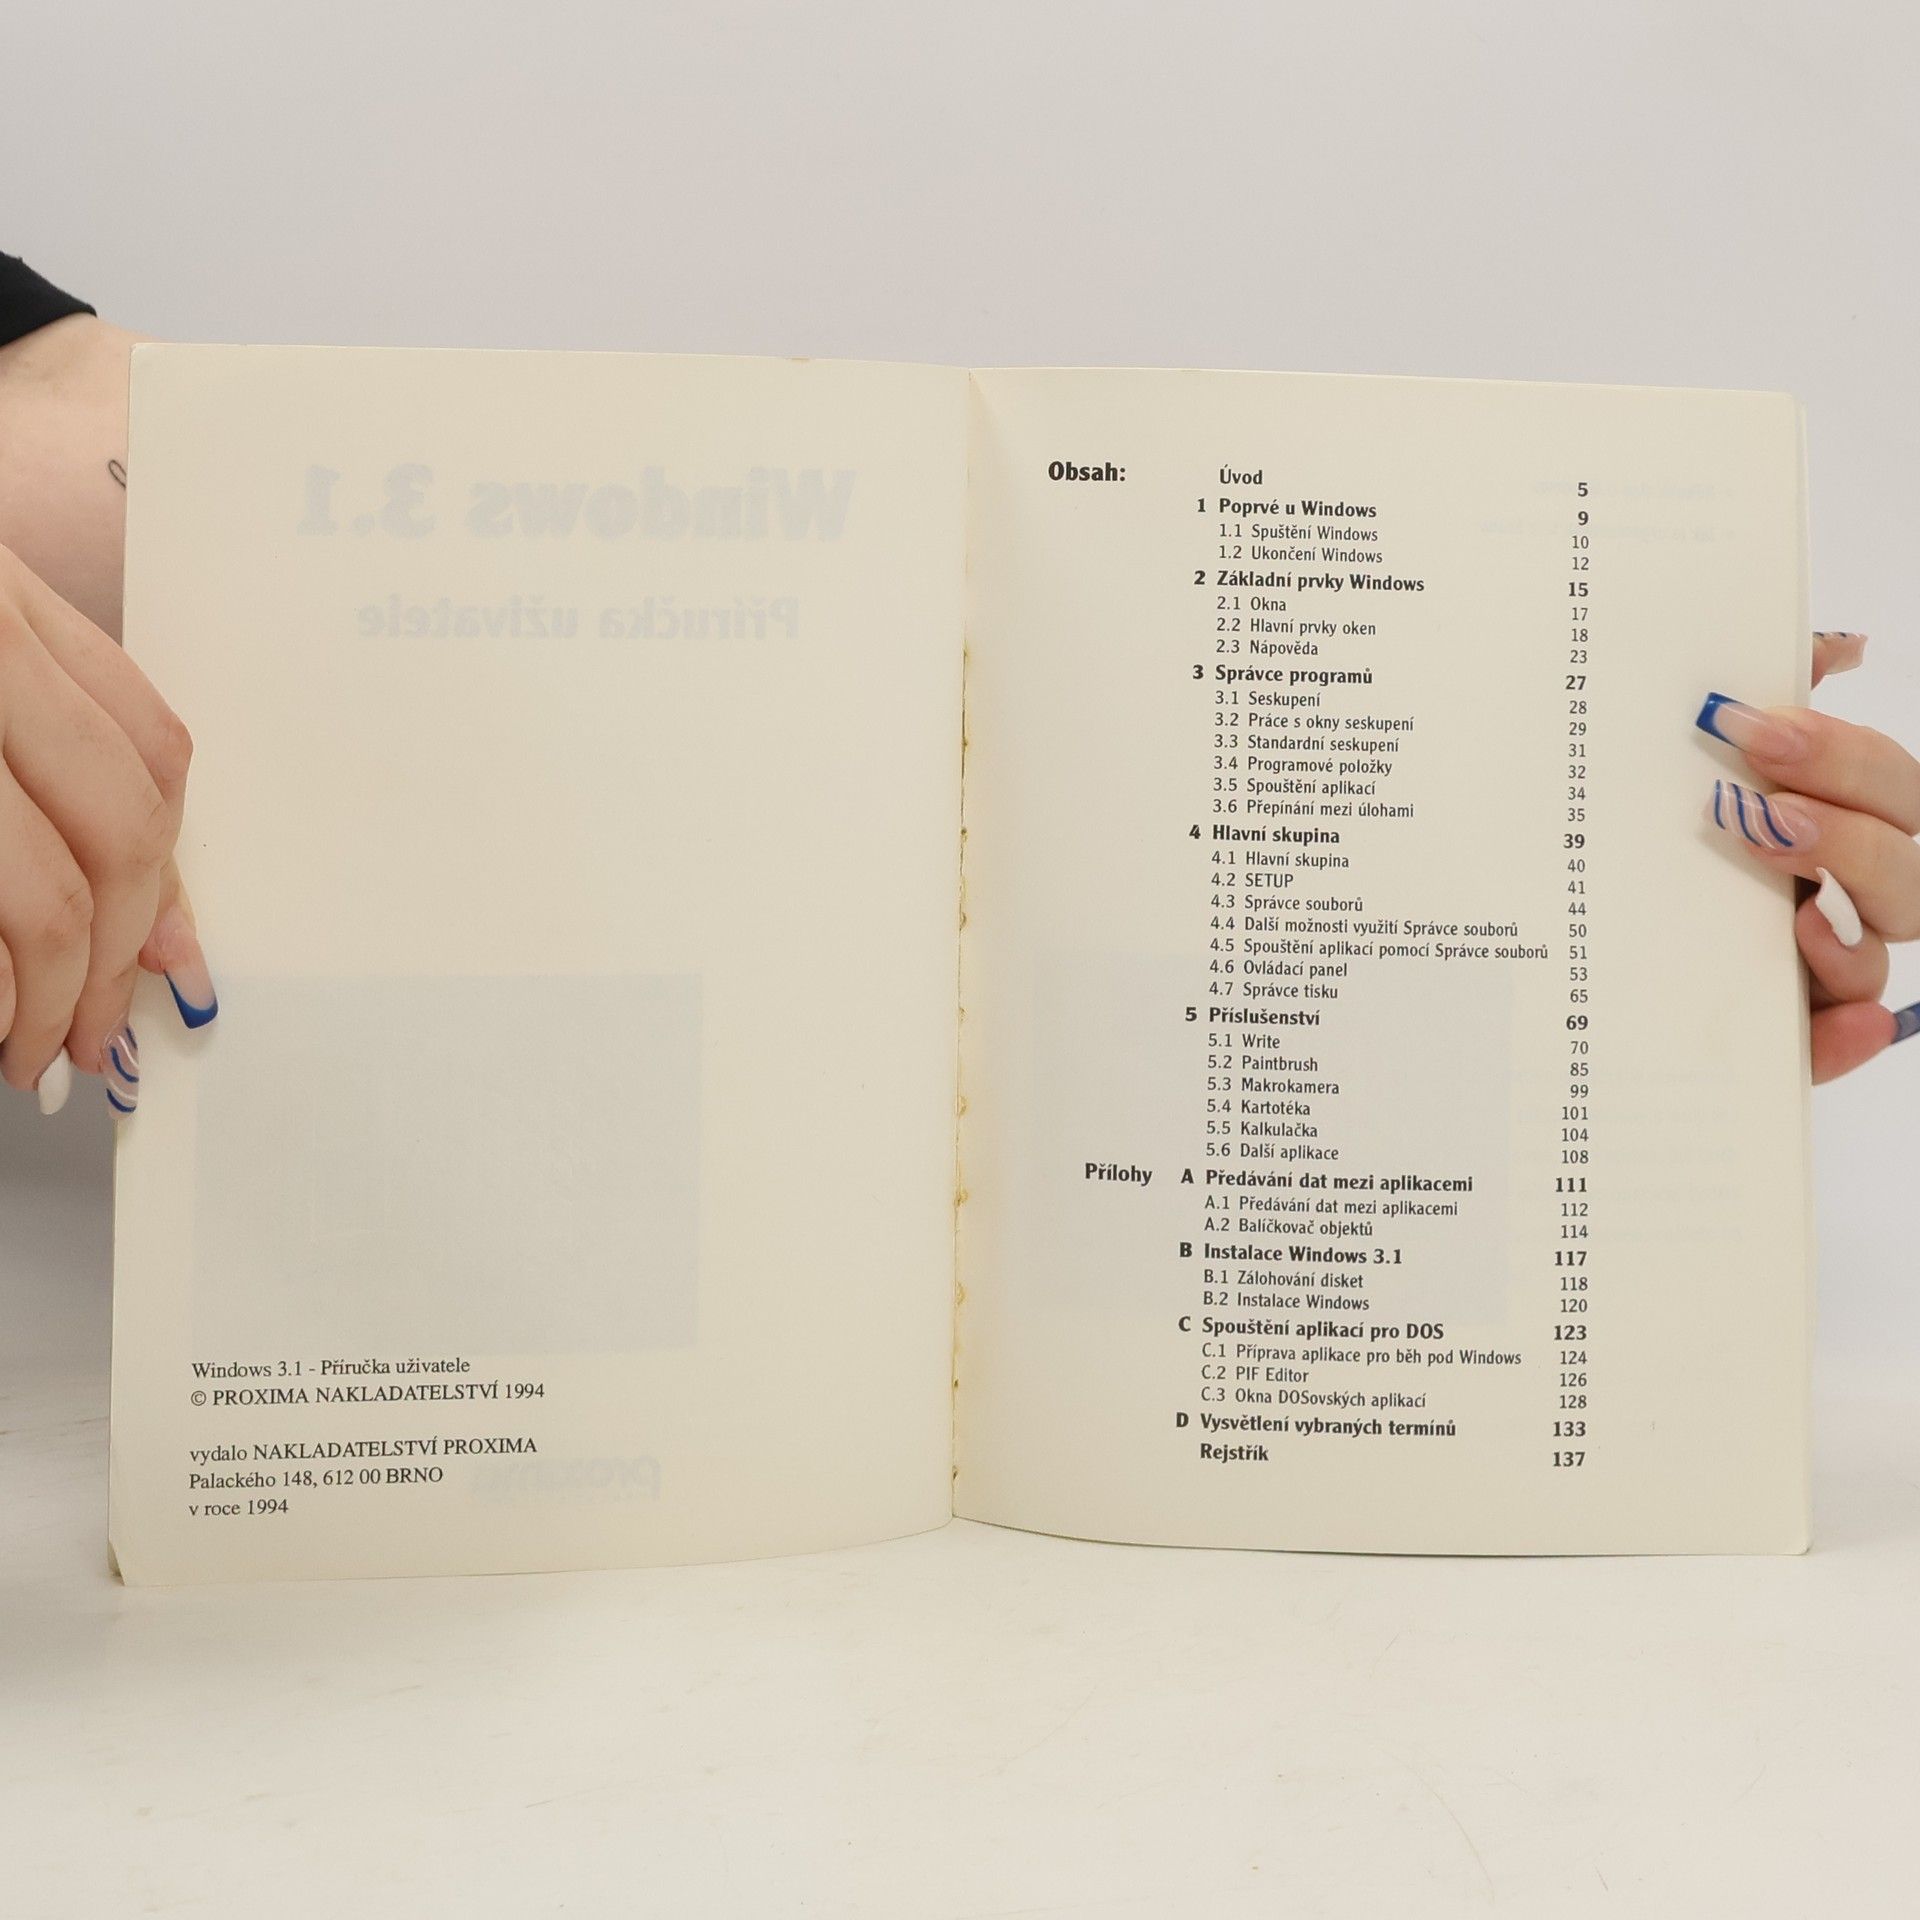 Windows 3.1
Příručka uživatele
Windows 3.1 - Příručka uživatele
© PROXIMA NAKLADATELSTVÍ 1994
vydalo NAKLADATELSTVÍ PROXIMA
Palackého 148, 612 00 BRNO
v roce 1994
proxima
Obsah: Úvod 5
1 Poprvé u Windows 9
1.1 Spuštění Windows 10
1.2 Ukončení Windows 12
2 Základní prvky Windows 15
2.1 Okna 17
2.2 Hlavní prvky oken 18
2.3 Nápověda 23
3 Správce programů 27
3.1 Seskupení 28
3.2 Práce s okny seskupení 29
3.3 Standardní seskupení 31
3.4 Programové položky 32
3.5 Spouštění aplikací 34
3.6 Přepínání mezi úlohami 35
4 Hlavní skupina 39
4.1 Hlavní skupina 40
4.2 SETUP 41
4.3 Správce souborů 44
4.4 Další možnosti využití Správce souborů 50
4.5 Spouštění aplikací pomocí Správce souborů 51
4.6 Ovládací panel 53
4.7 Správce tisku 65
5 Příslušenství 69
5.1 Write 70
5.2 Paintbrush 85
5.3 Makrokamera 99
5.4 Kartotéka 101
5.5 Kalkulačka 104
5.6 Další aplikace 108
Přílohy A Předávání dat mezi aplikacemi 111
A.1 Předávání dat mezi aplikacemi 112
A.2 Balíčkovač objektů 114
B Instalace Windows 3.1 117
B.1 Zálohování disket 118
B.2 Instalace Windows 120
C Spouštění aplikací pro DOS 123
C.1 Příprava aplikace pro běh pod Windows 124
C.2 PIF Editor 126
C.3 Okna DOSovských aplikací 128
D Vysvětlení vybraných termínů 133
Rejstřík 137